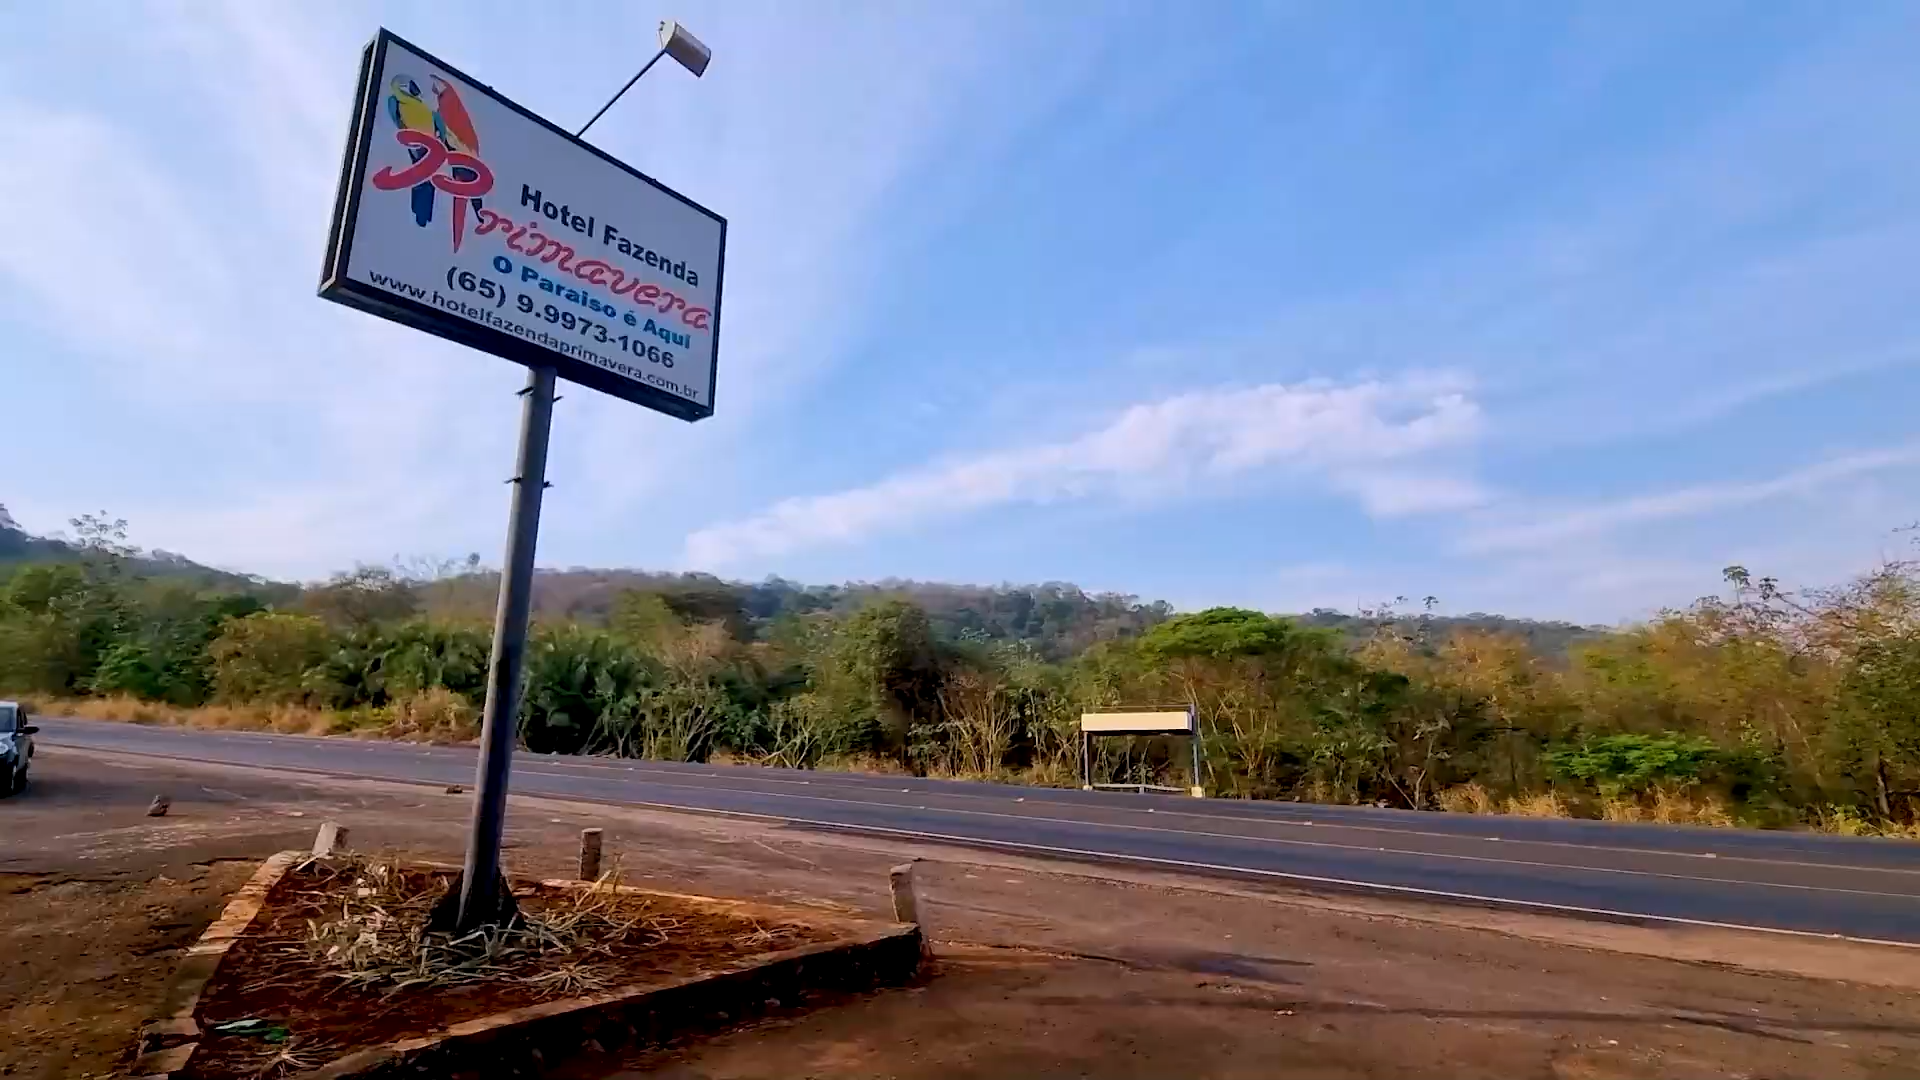 Hotel Fazenda
Primavera
O Paraiso é Aqui
(65) 9.9973-1066
www.hotelfazendaprimavera.com.br